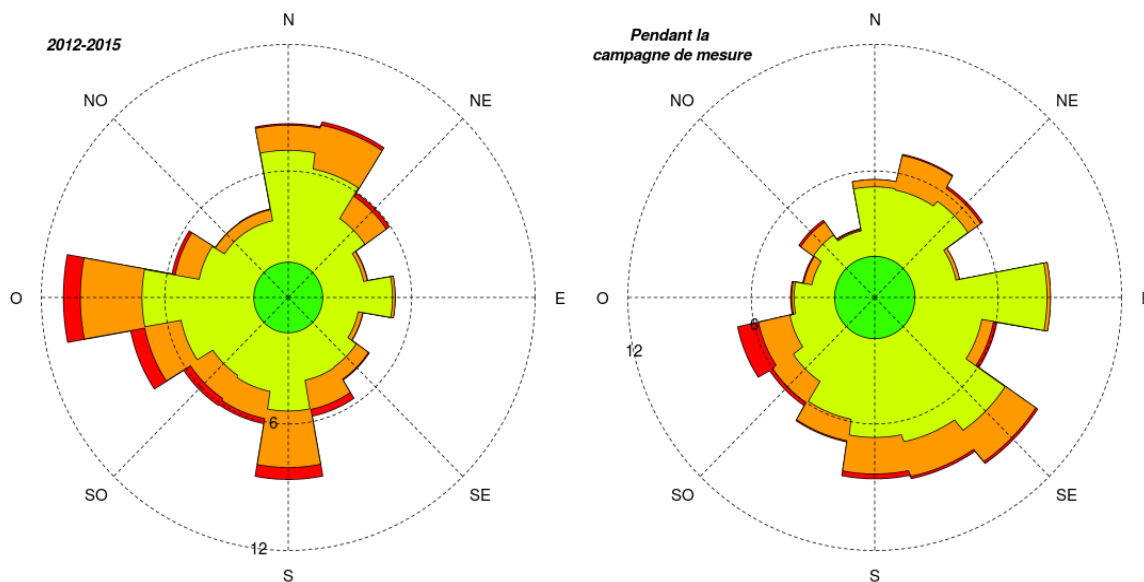 2012-2015
N
NO
NE
O
E
6
SO
SE
12
S
Pendant la
campagne de mesure
N
NO
NE
O
E
6
12
SO
SE
S